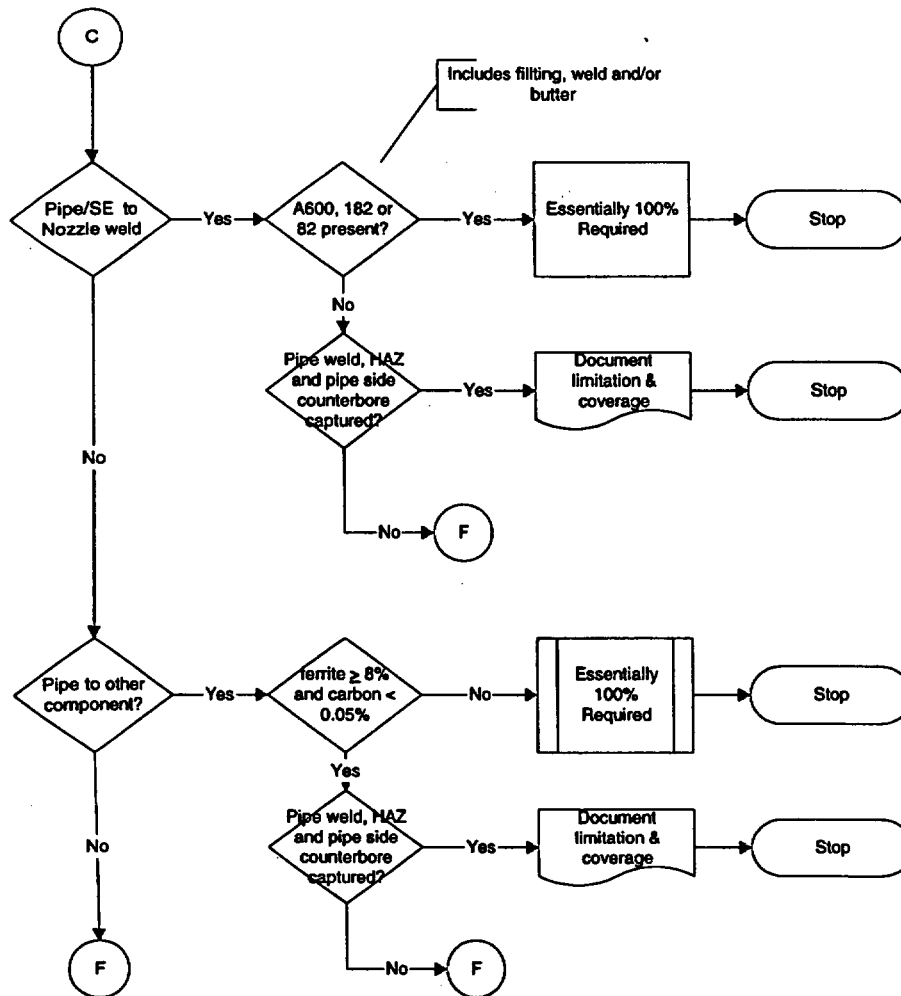 C
Includes fillting, weld and/or
butter
Pipe/SE to
Nozzle weld
Yes
A600, 182 or
82 present?
Yes
Essentially 100%
Required
Stop
No
Pipe weld, HAZ
and pipe side
counterbore
captured?
Yes
Document
limitation &
coverage
Stop
No
No
F
Pipe to other
component?
Yes
ferrite ≥ 8%
and carbon <
0.05%
No
Essentially
100%
Required
Stop
Yes
Pipe weld, HAZ
and pipe side
counterbore
captured?
Yes
Document
limitation &
coverage
Stop
No
No
F
F